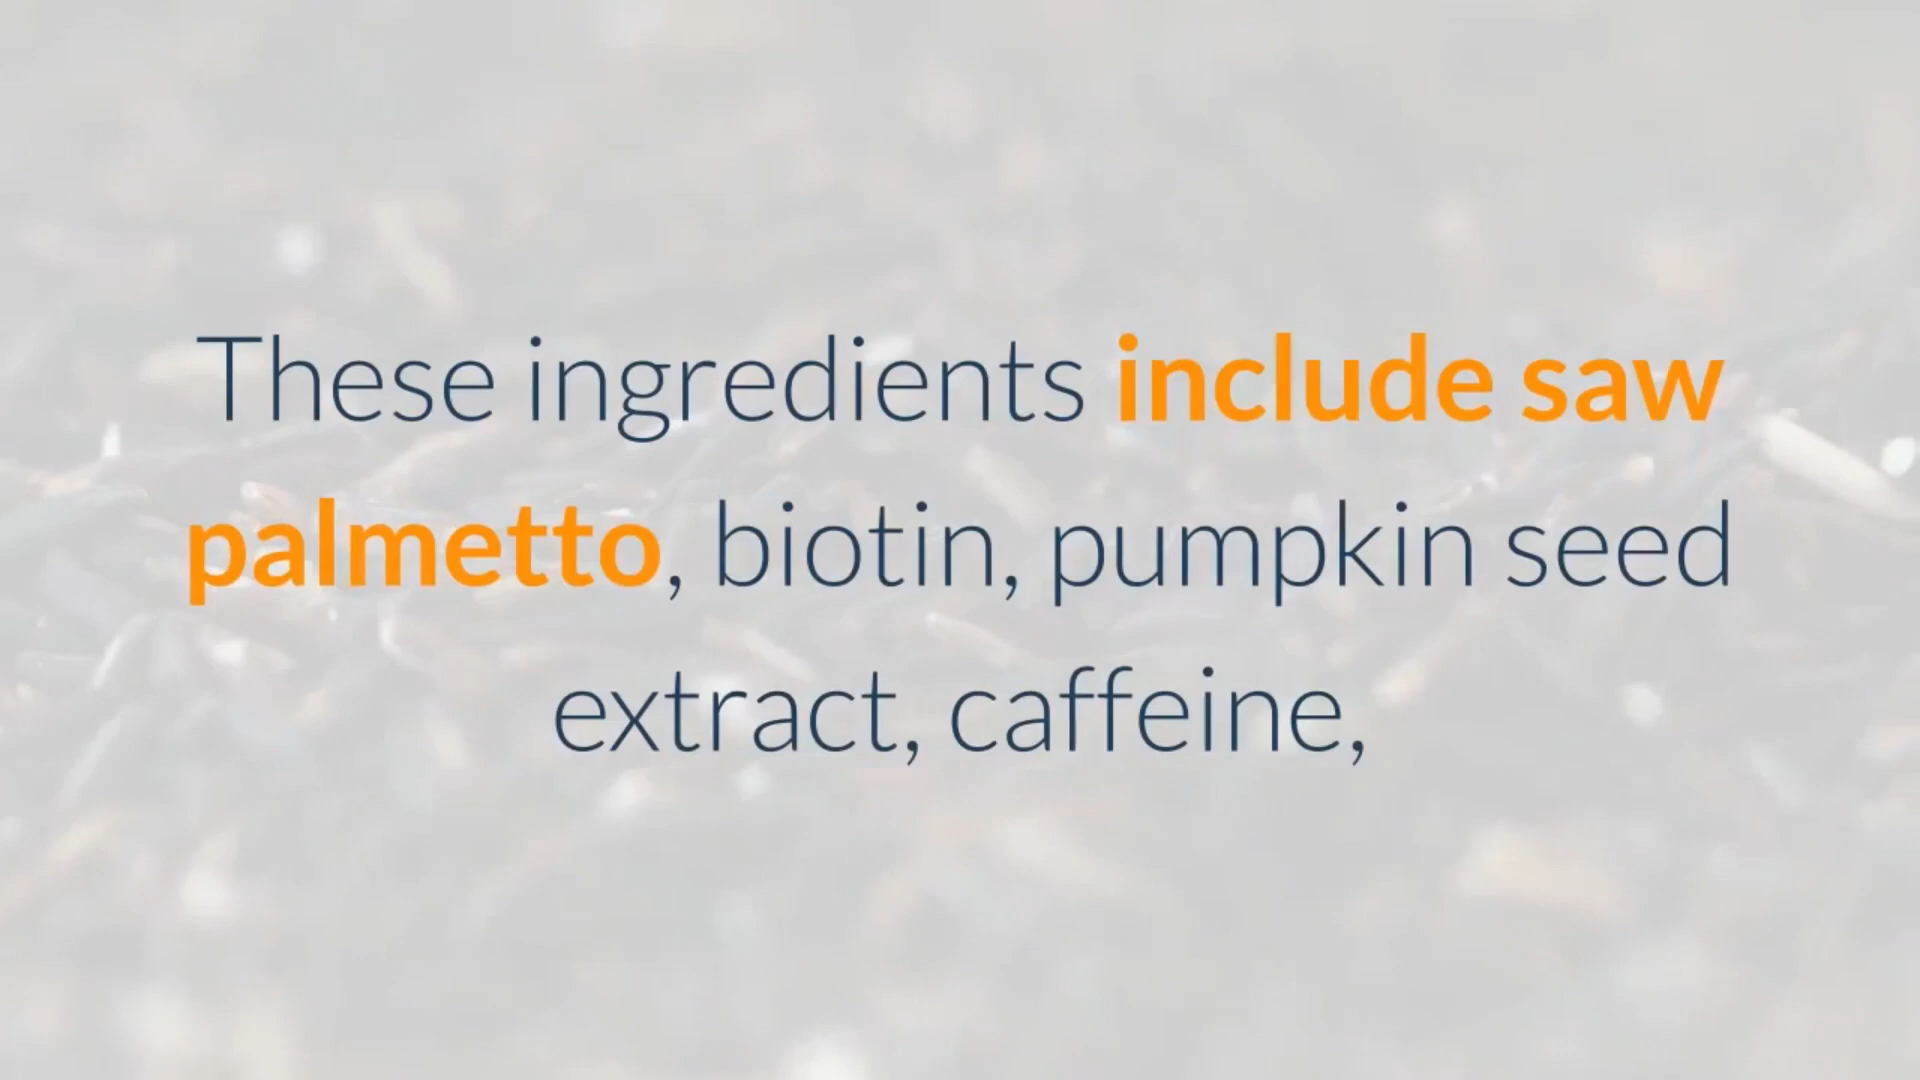 These ingredients include saw
palmetto, biotin, pumpkin seed
extract, caffeine,